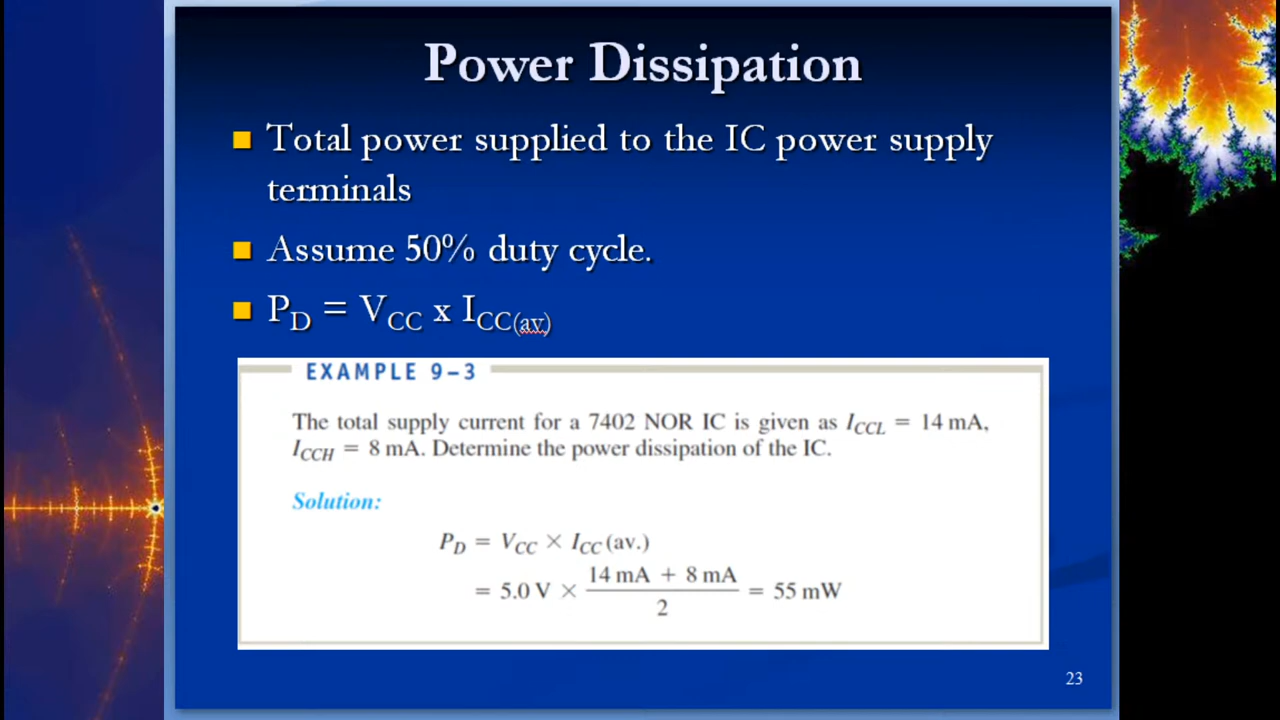 Power Dissipation
Total power supplied to the IC power supply
terminals
Assume 50% duty cycle.
P_D = V_CC x I_CC(av)
EXAMPLE 9–3
The total supply current for a 7402 NOR IC is given as I_CCL = 14 mA,
I_CCH = 8 mA. Determine the power dissipation of the IC.
Solution:
P_D = V_CC × I_CC (av.)
= 5.0 V × (14 mA + 8 mA) / 2 = 55 mW
23